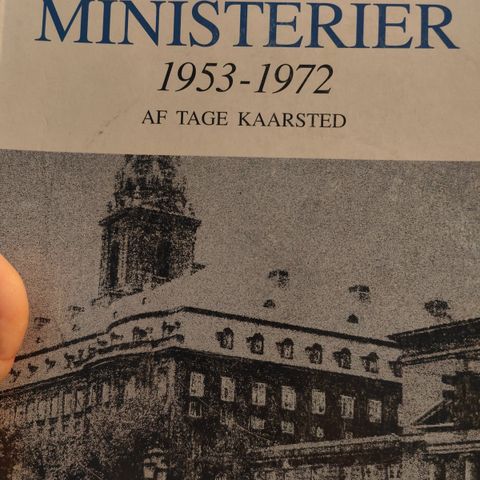 MINISTERIER
1953-1972
AF TAGE KAARSTED